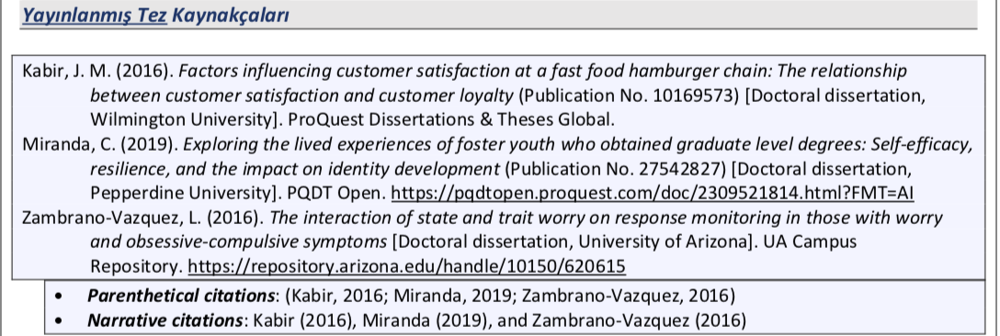 Yayınlanmış Tez Kaynakçaları
Kabir, J. M. (2016). Factors influencing customer satisfaction at a fast food hamburger chain: The relationship
between customer satisfaction and customer loyalty (Publication No. 10169573) [Doctoral dissertation,
Wilmington University]. ProQuest Dissertations & Theses Global.
Miranda, C. (2019). Exploring the lived experiences of foster youth who obtained graduate level degrees: Self-efficacy,
resilience, and the impact on identity development (Publication No. 27542827) [Doctoral dissertation,
Pepperdine University]. PQDT Open. https://pqdtopen.proquest.com/doc/2309521814.html?FMT=AI
Zambrano-Vazquez, L. (2016). The interaction of state and trait worry on response monitoring in those with worry
and obsessive-compulsive symptoms [Doctoral dissertation, University of Arizona]. UA Campus
Repository. https://repository.arizona.edu/handle/10150/620615
• Parenthetical citations: (Kabir, 2016; Miranda, 2019; Zambrano-Vazquez, 2016)
• Narrative citations: Kabir (2016), Miranda (2019), and Zambrano-Vazquez (2016)